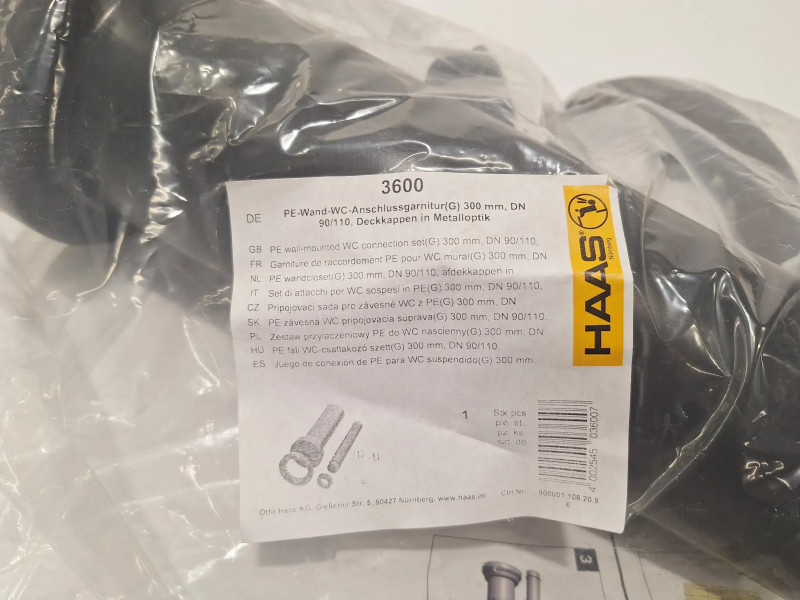 3600
DE PE-Wand-WC-Anschlussgarnitur(G) 300 mm, DN
90/110, Deckkappen in Metalloptik
GB PE wall-mounted WC connection set(G) 300 mm, DN 90/110,
FR Garniture de raccordement PE pour WC mural(G) 300 mm, DN
NL PE wandcloset(G) 300 mm, DN 90/110, afdekkappen in
IT Set di attacchi per WC sospesi in PE(G) 300 mm, DN 90/110,
CZ Připojovací sada pro závěsné WC z PE(G) 300 mm, DN
SK PE závesná WC pripojovacia súprava(G) 300 mm, DN 90/110,
PL Zestaw przyłączeniowy PE do WC naścienny(G) 300 mm, DN
HU PE fali WC-csatlakozó szett(G) 300 mm, DN 90/110,
ES Juego de conexión de PE para WC suspendido(G) 300 mm,
HAAS®
Nürnberg
1
Stk pcs
pz. ks
4 002545 036007
Otto Haas KG, Gießener Str. 5, 90427 Nürnberg, www.haas.de
Ctrl Nr.
900001 106.20.9
E
3